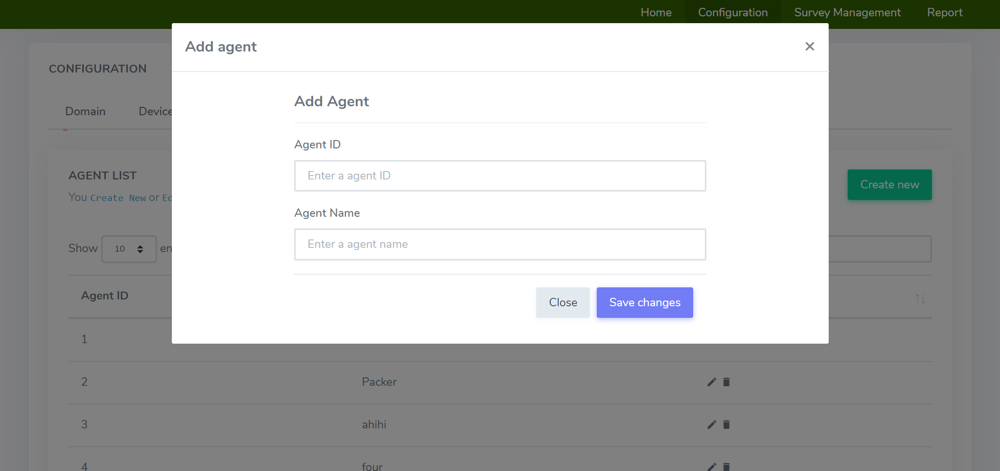 Home Configuration Survey Management Report
Add agent
CONFIGURATION
Domain Device
Add Agent
Agent ID
Enter a agent ID
Agent Name
Enter a agent name
Close Save changes
AGENT LIST
You Create New or Ed
Create new
Show 10 en
Agent ID
1
2 Packer
3 ahihi
4 four